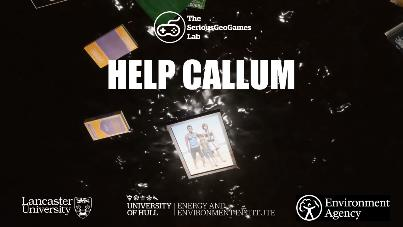 The
SeriousGeoGames
Lab
HELP CALLUM
Lancaster
University
UNIVERSITY
OF HULL
ENERGY AND
ENVIRONMENT INSTITUTE
Environment
Agency